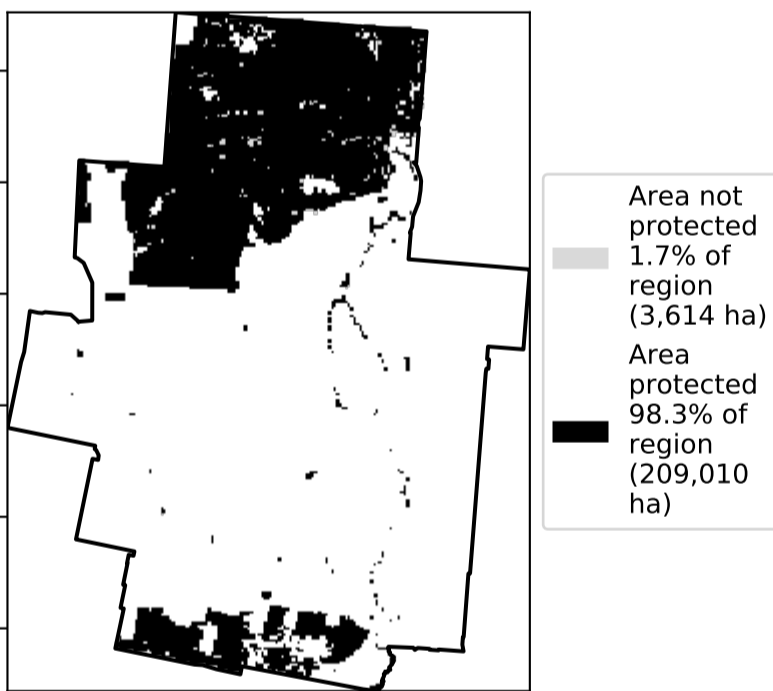 Area not
protected
1.7% of
region
(3,614 ha)
Area
protected
98.3% of
region
(209,010
ha)